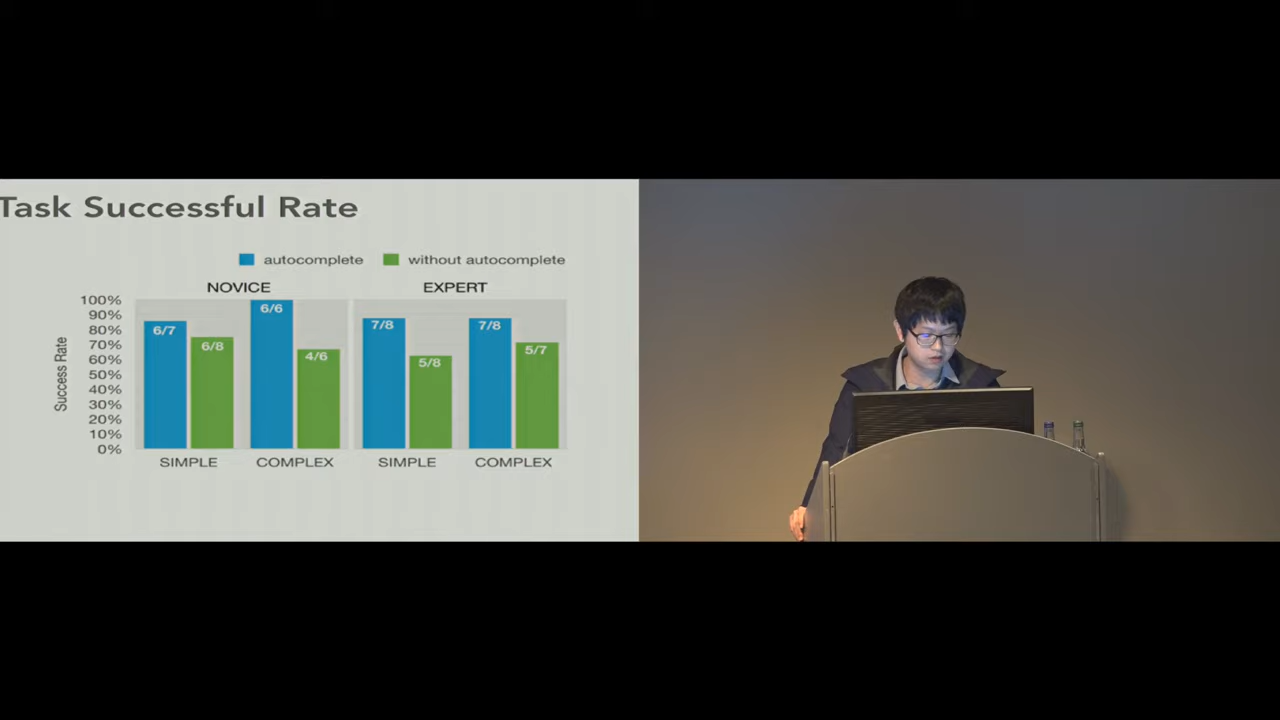 Task Successful Rate
autocomplete without autocomplete
NOVICE EXPERT
Success Rate
100%
90%
80%
70%
60%
50%
40%
30%
20%
10%
0%
6/7 6/8 6/6 4/6 7/8 5/8 7/8 5/7
SIMPLE COMPLEX SIMPLE COMPLEX